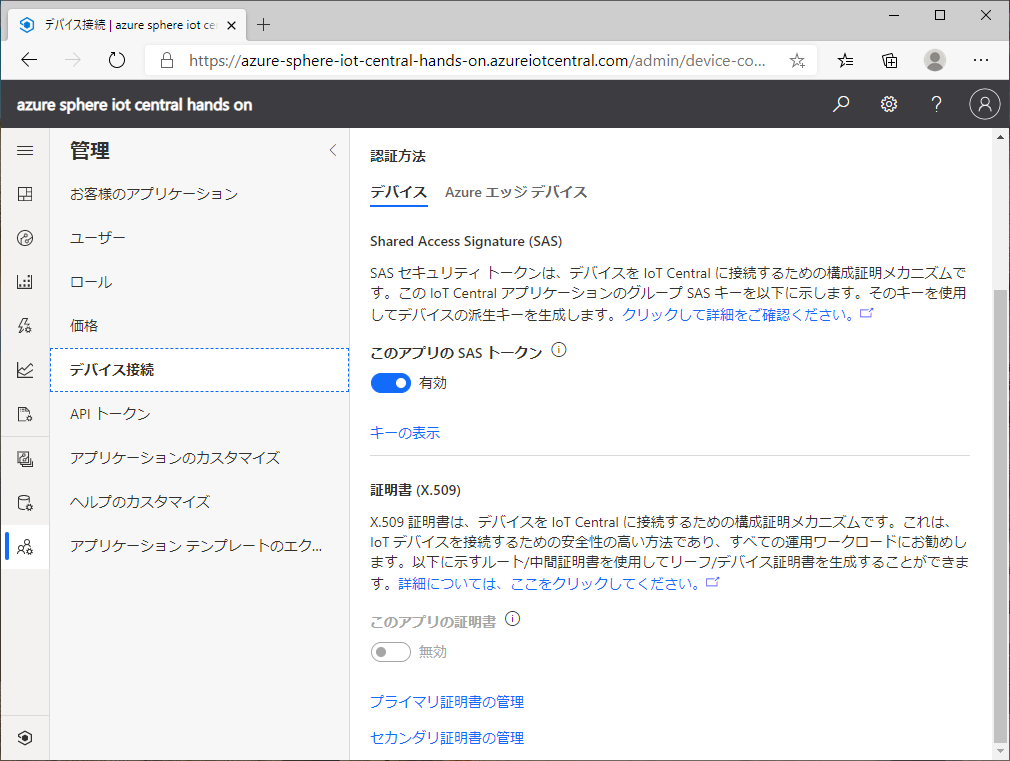 デバイス接続 | azure sphere iot ce
https://azure-sphere-iot-central-hands-on.azureiotcentral.com/admin/device-co...
azure sphere iot central hands on
管理
お客様のアプリケーション
ユーザー
ロール
価格
デバイス接続
API トークン
アプリケーションのカスタマイズ
ヘルプのカスタマイズ
アプリケーション テンプレートのエク...
認証方法
デバイス Azure エッジ デバイス
Shared Access Signature (SAS)
SAS セキュリティ トークンは、デバイスを IoT Central に接続するための構成証明メカニズムで
す。この IoT Central アプリケーションのグループ SAS キーを以下に示します。そのキーを使用
してデバイスの派生キーを生成します。クリックして詳細をご確認ください。
このアプリの SAS トークン
有効
キーの表示
証明書 (X.509)
X.509 証明書は、デバイスを IoT Central に接続するための構成証明メカニズムです。これは、
IoT デバイスを接続するための安全性の高い方法であり、すべての運用ワークロードにお勧めし
ます。以下に示すルート/中間証明書を使用してリーフ/デバイス証明書を生成することができま
す。詳細については、ここをクリックしてください。
このアプリの証明書
無効
プライマリ証明書の管理
セカンダリ証明書の管理